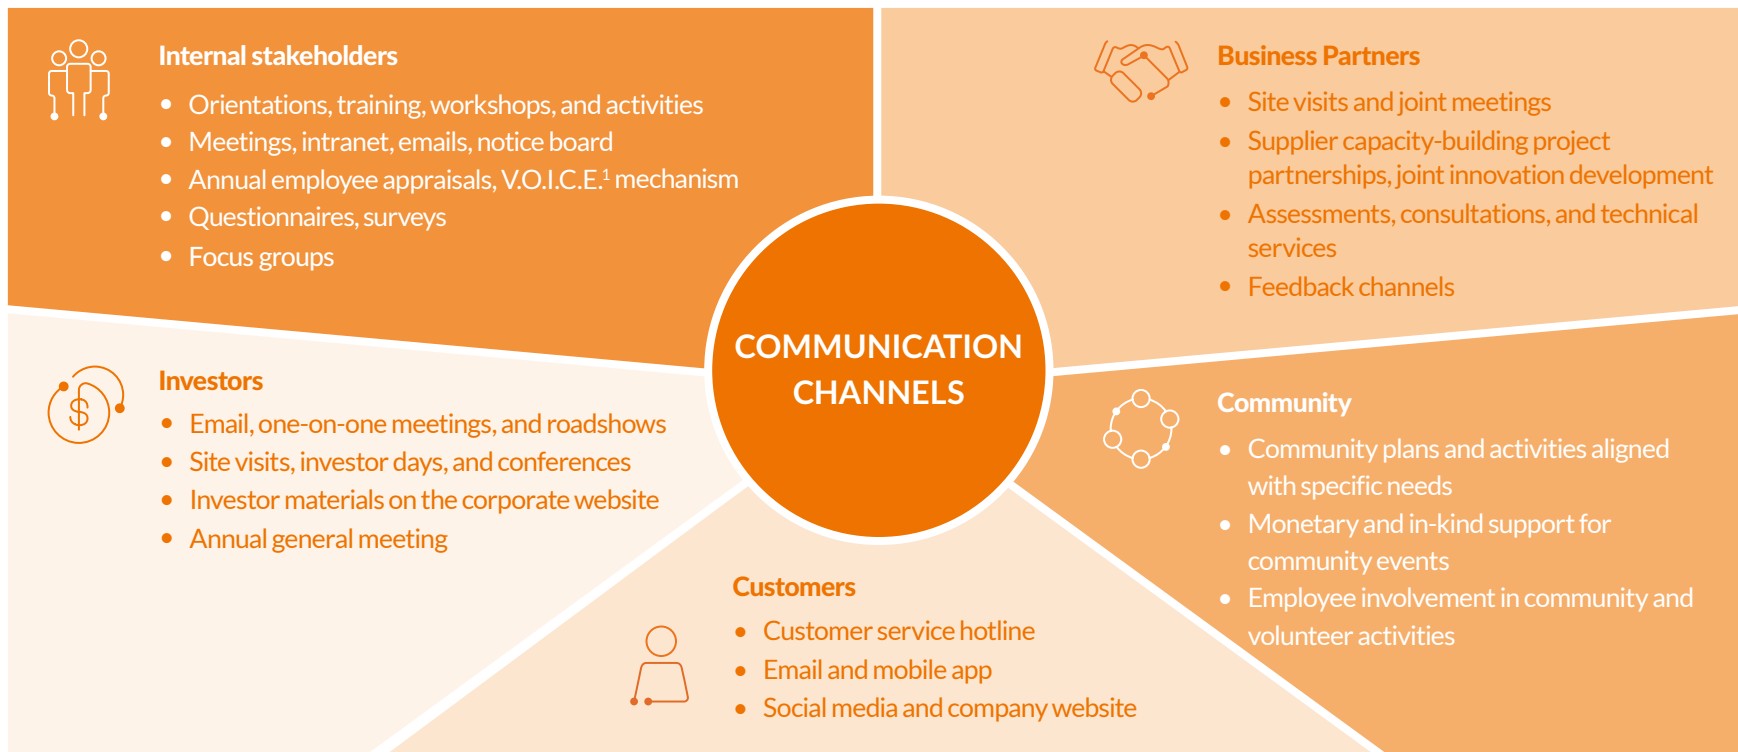 Internal stakeholders
• Orientations, training, workshops, and activities
• Meetings, intranet, emails, notice board
• Annual employee appraisals, V.O.I.C.E.¹ mechanism
• Questionnaires, surveys
• Focus groups
Business Partners
• Site visits and joint meetings
• Supplier capacity-building project
partnerships, joint innovation development
• Assessments, consultations, and technical
services
• Feedback channels
COMMUNICATION
CHANNELS
Investors
• Email, one-on-one meetings, and roadshows
• Site visits, investor days, and conferences
• Investor materials on the corporate website
• Annual general meeting
Community
• Community plans and activities aligned
with specific needs
• Monetary and in-kind support for
community events
• Employee involvement in community and
volunteer activities
Customers
• Customer service hotline
• Email and mobile app
• Social media and company website